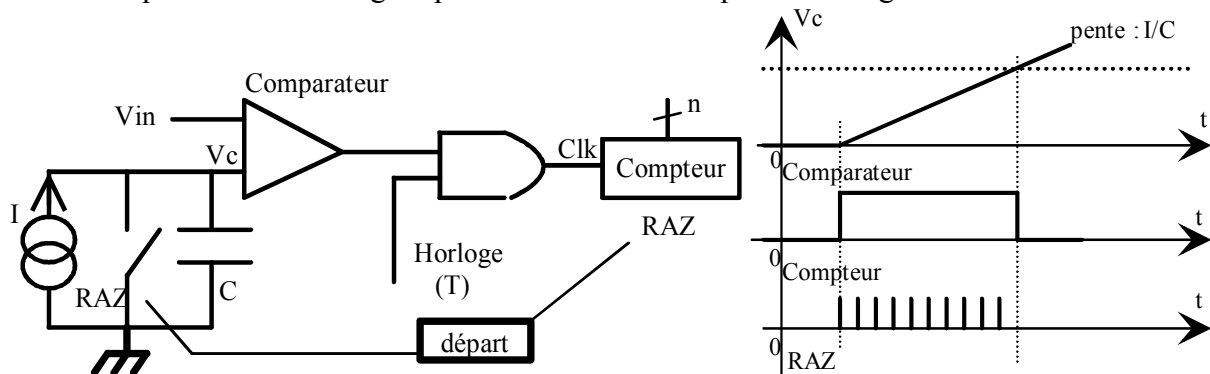 Comparateur
Vin
Vc
I
RAZ
C
Horloge
(T)
départ
Clk
n
Compteur
RAZ
Vc
pente : I/C
t
0
Comparateur
t
0
Compteur
t
0
RAZ